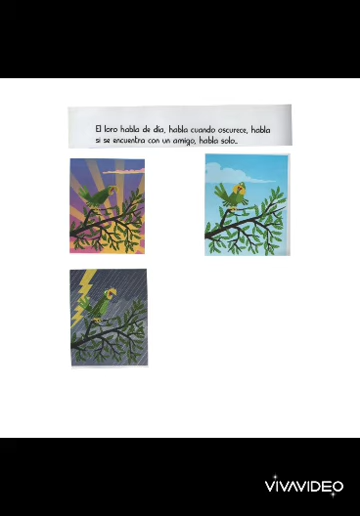 El loro habla de día, habla cuando oscurece, habla
si se encuentra con un amigo, habla solo..
VIVAVIDEO